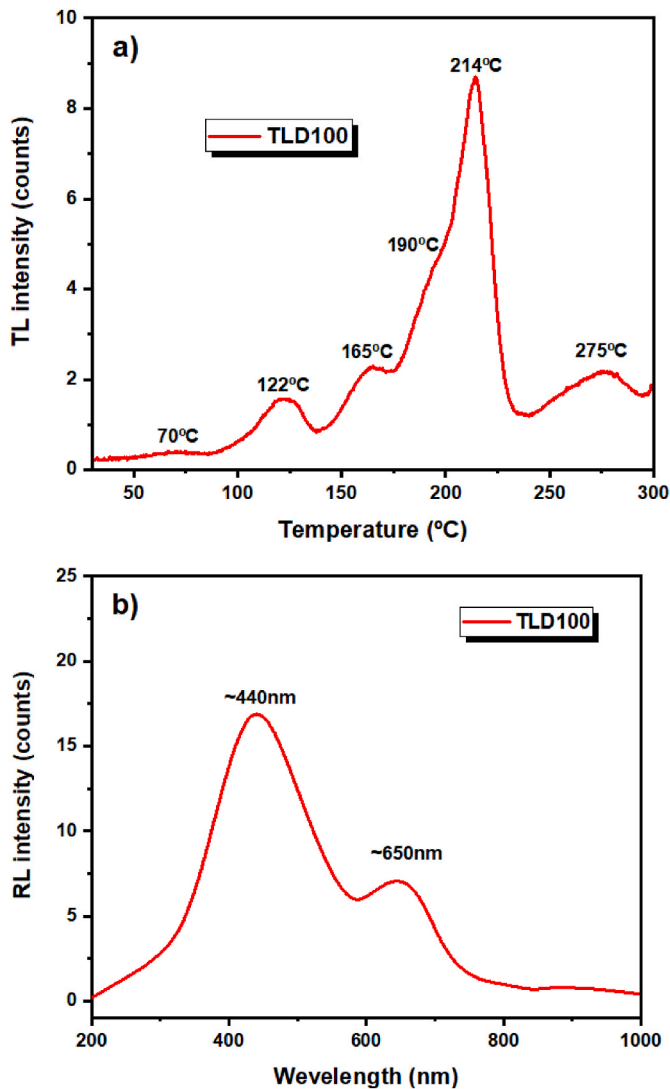 a)
TLD100
214ºC
190ºC
165ºC
122ºC
70ºC
275ºC
10
8
6
4
2
0
TL intensity (counts)
50
100
150
200
250
300
Temperature (ºC)
b)
TLD100
~440nm
~650nm
25
20
15
10
5
0
RL intensity (counts)
200
400
600
800
1000
Wevelength (nm)